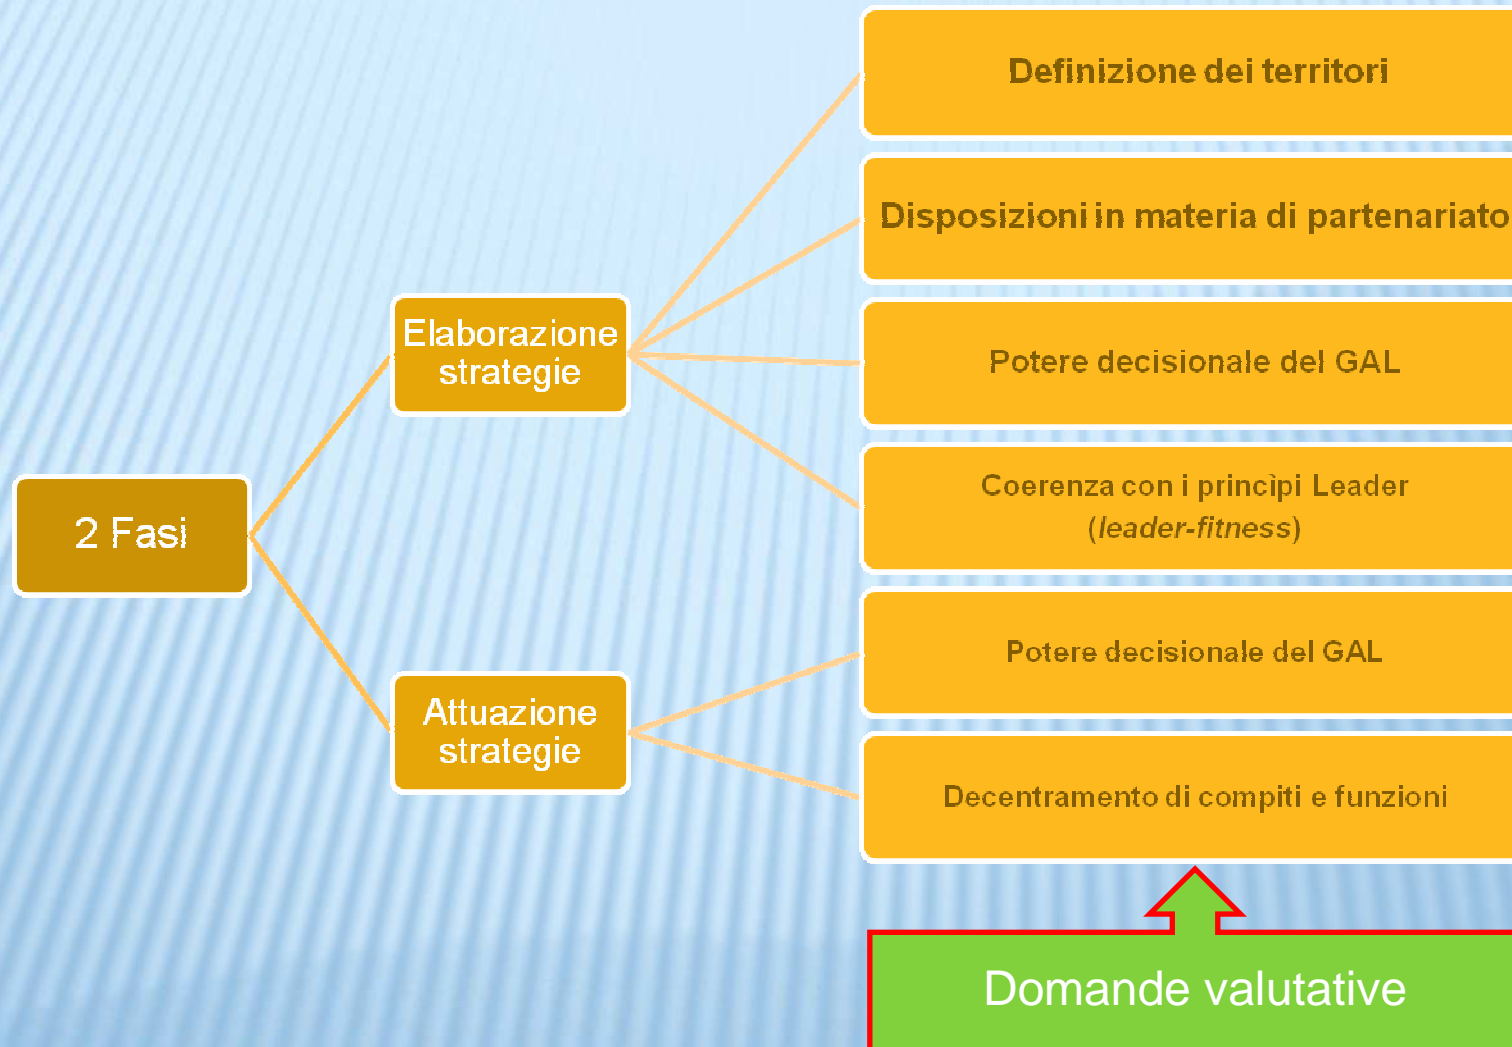 2 Fasi
Elaborazione
strategie
Definizione dei territori
Disposizioni in materia di partenariato
Potere decisionale del GAL
Coerenza con i princìpi Leader
(leader-fitness)
Attuazione
strategie
Potere decisionale del GAL
Decentramento di compiti e funzioni
Domande valutative